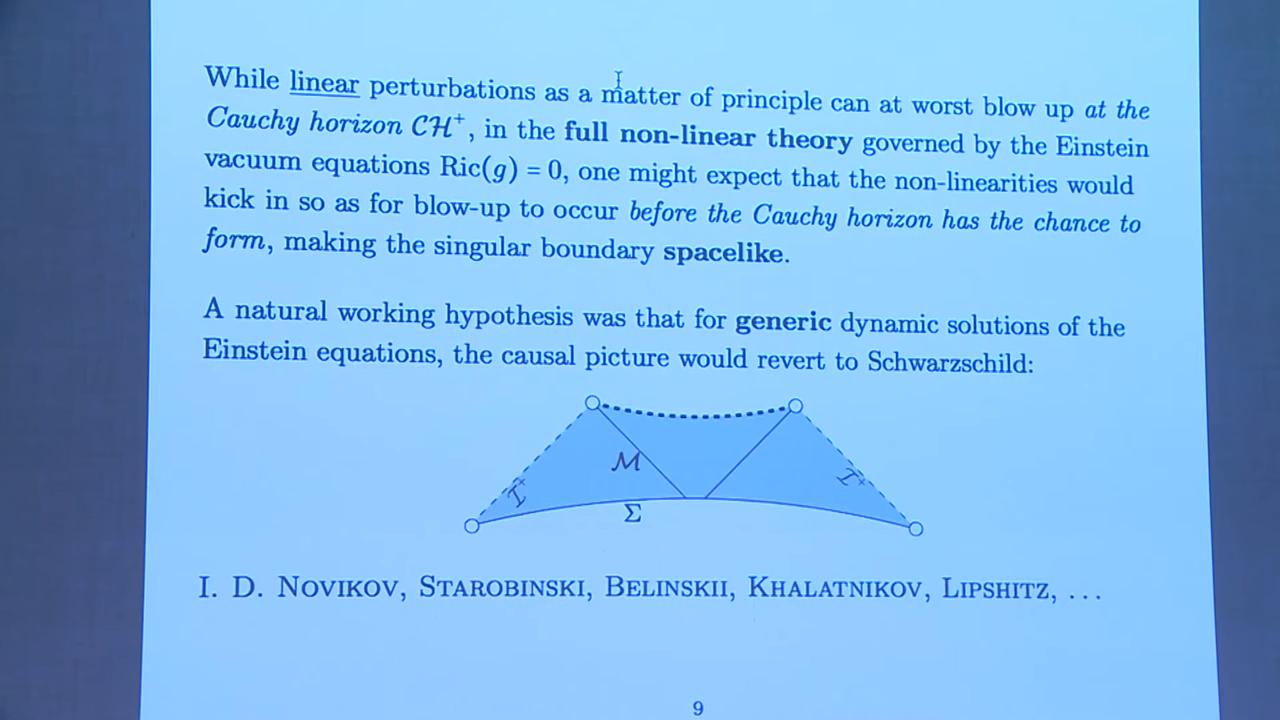 While linear perturbations as a matter of principle can at worst blow up at the
Cauchy horizon 𝒞ℋ⁺, in the full non-linear theory governed by the Einstein
vacuum equations Ric(g) = 0, one might expect that the non-linearities would
kick in so as for blow-up to occur before the Cauchy horizon has the chance to
form, making the singular boundary spacelike.
A natural working hypothesis was that for generic dynamic solutions of the
Einstein equations, the causal picture would revert to Schwarzschild:
ℳ
ℐ⁺
ℐ⁺
Σ
I. D. NOVIKOV, STAROBINSKI, BELINSKII, KHALATNIKOV, LIPSHITZ, ...
9